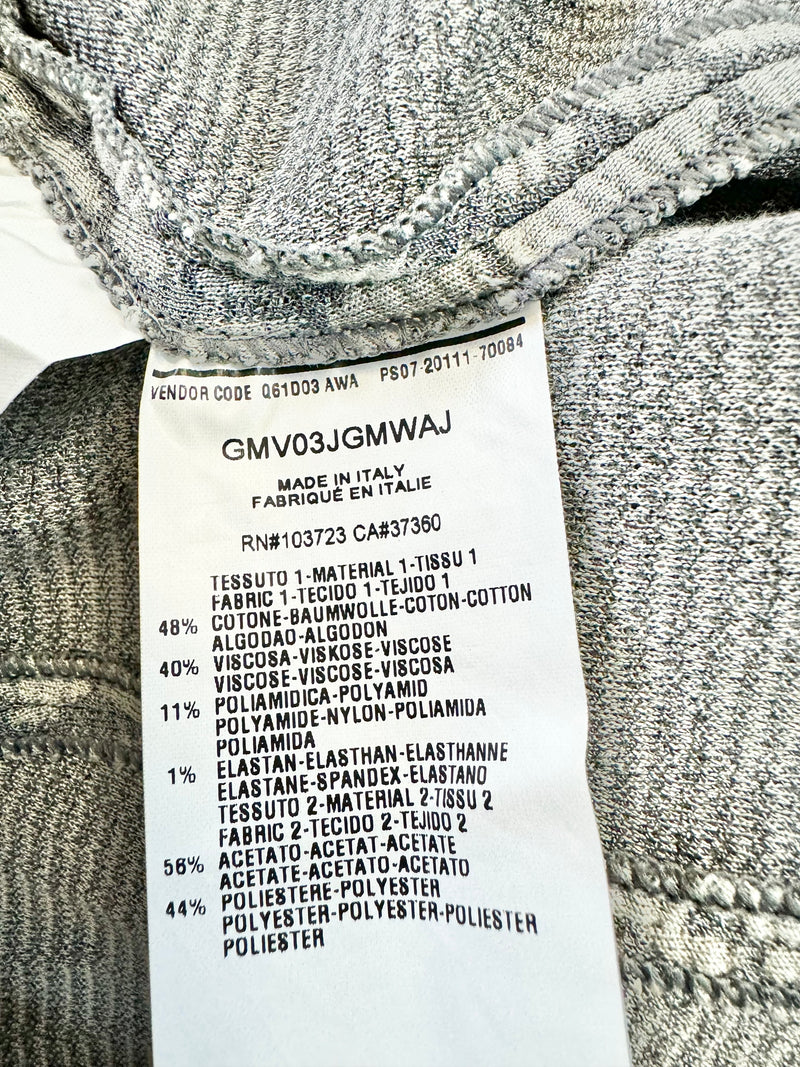 VENDOR CODE Q61D03 AWA PS07-20111-70084
GMV03JGMWAJ
MADE IN ITALY
FABRIQUÉ EN ITALIE
RN#103723 CA#37360
TESSUTO 1-MATERIAL 1-TISSU 1
FABRIC 1-TECIDO 1-TEJIDO 1
48% COTONE-BAUMWOLLE-COTON-COTTON
ALGODAO-ALGODON
40% VISCOSA-VISKOSE-VISCOSE
VISCOSE-VISCOSE-VISCOSA
11% POLIAMIDICA-POLYAMID
POLYAMIDE-NYLON-POLIAMIDA
POLIAMIDA
1% ELASTAN-ELASTHAN-ELASTHANNE
ELASTANE-SPANDEX-ELASTANO
TESSUTO 2-MATERIAL 2-TISSU 2
FABRIC 2-TECIDO 2-TEJIDO 2
56% ACETATO-ACETAT-ACETATE
ACETATE-ACETATO-ACETATO
44% POLIESTERE-POLYESTER
POLYESTER-POLYESTER-POLIESTER
POLIESTER